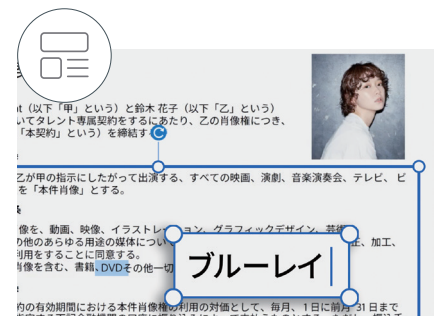 （以下「甲」という）と鈴木 花子（以下「乙」という）
いてタレント専属契約をするにあたり、乙の肖像権につき、
「本契約」という）を締結す
乙が甲の指示にしたがって出演する、すべての映画、演劇、音楽演奏会、テレビ、ビ
を「本件肖像」とする。
像を、動画、映像、イラストレーション、グラフィックデザイン、芸術
の他のあらゆる用途の媒体につい
正、加工、
利用をすることに同意する。
肖像を含む、書籍、DVDその他一切
ブルーレイ
約の有効期間における本件肖像権の利用の対価として、毎月、1日に前月 31日まで